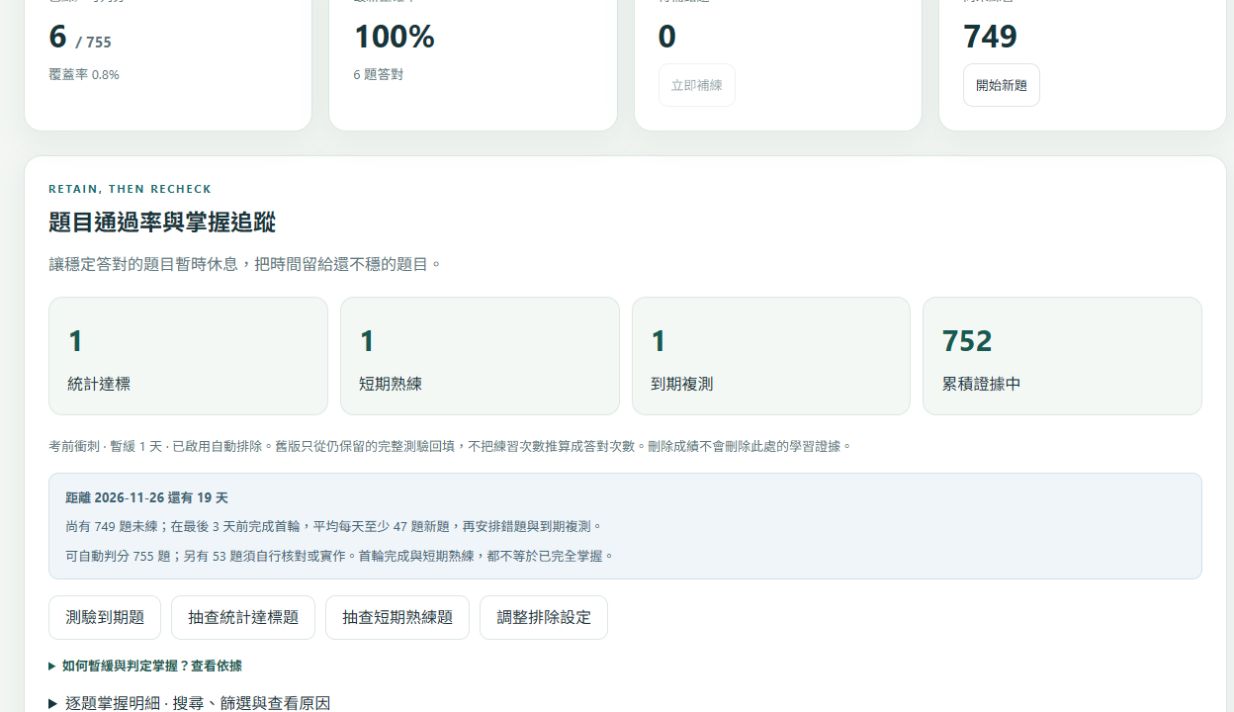 6 / 755
覆蓋率 0.8%
100%
6 題答對
0
立即補練
749
開始新題
RETAIN, THEN RECHECK
題目通過率與掌握追蹤
讓穩定答對的題目暫時休息，把時間留給還不穩的題目。
1
統計達標
1
短期熟練
1
到期複測
752
累積證據中
考前衝刺 · 暫緩 1 天 · 已啟用自動排除。舊版只從仍保留的完整測驗回填，不把練習次數推算成答對次數。刪除成績不會刪除此處的學習證據。
距離 2026-11-26 還有 19 天
尚有 749 題未練；在最後 3 天前完成首輪，平均每天至少 47 題新題，再安排錯題與到期複測。
可自動判分 755 題；另有 53 題須自行核對或實作。首輪完成與短期熟練，都不等於已完全掌握。
測驗到期題
抽查統計達標題
抽查短期熟練題
調整排除設定
▶ 如何暫緩與判定掌握？查看依據
▶ 逐題掌握明細 · 搜尋、篩選與查看原因